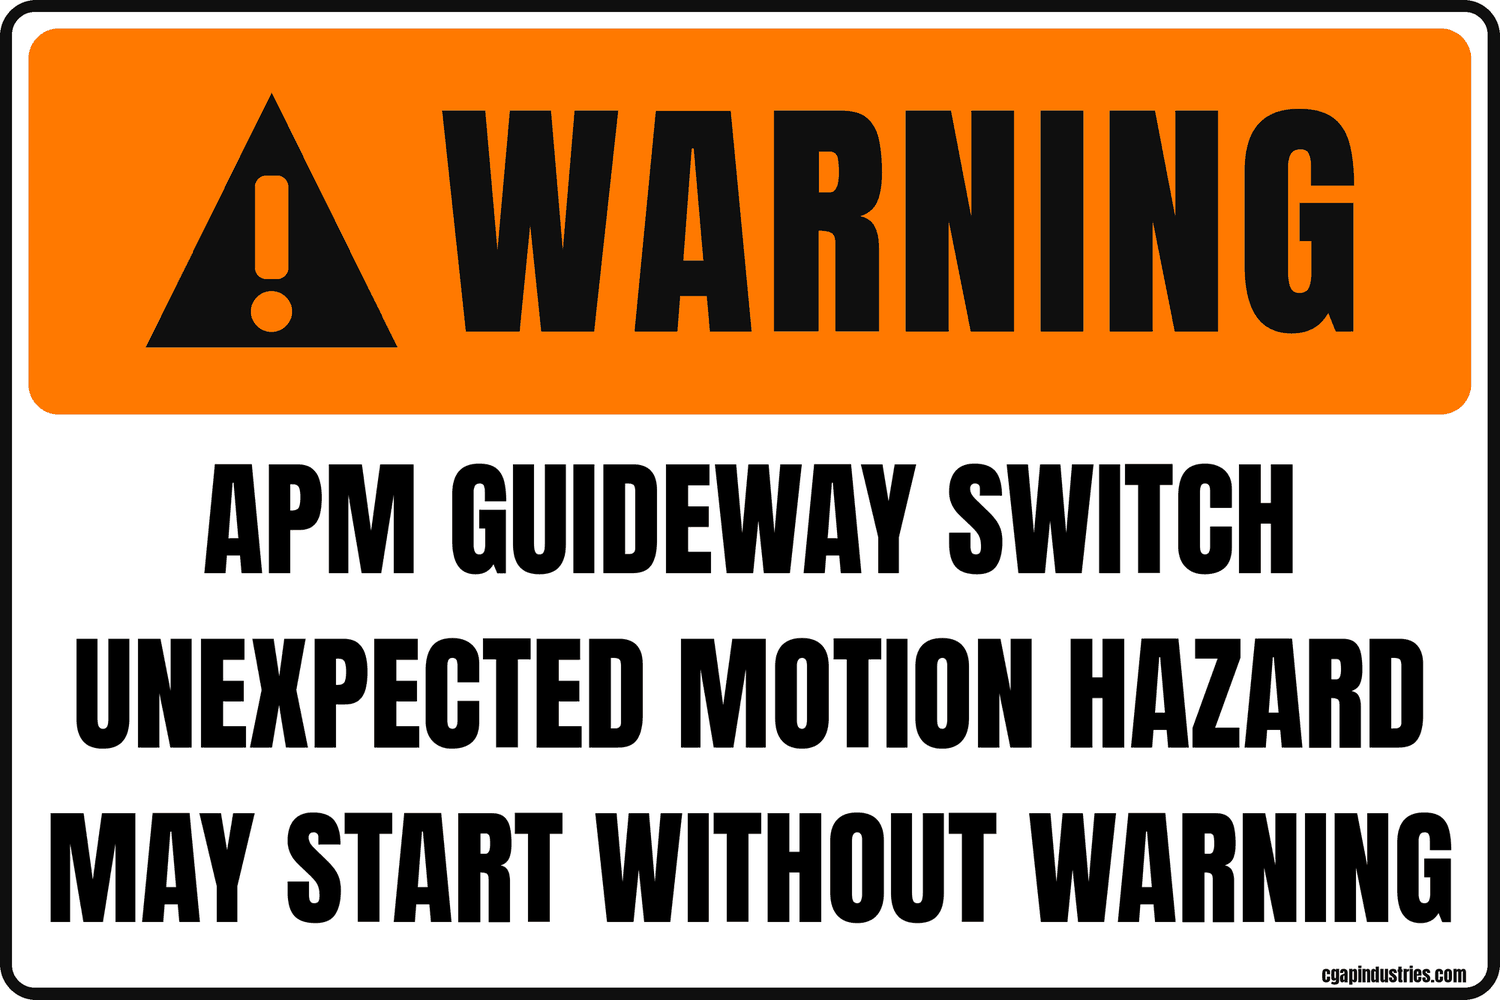 WARNING
APM GUIDEWAY SWITCH
UNEXPECTED MOTION HAZARD
MAY START WITHOUT WARNING
cgapindustries.com